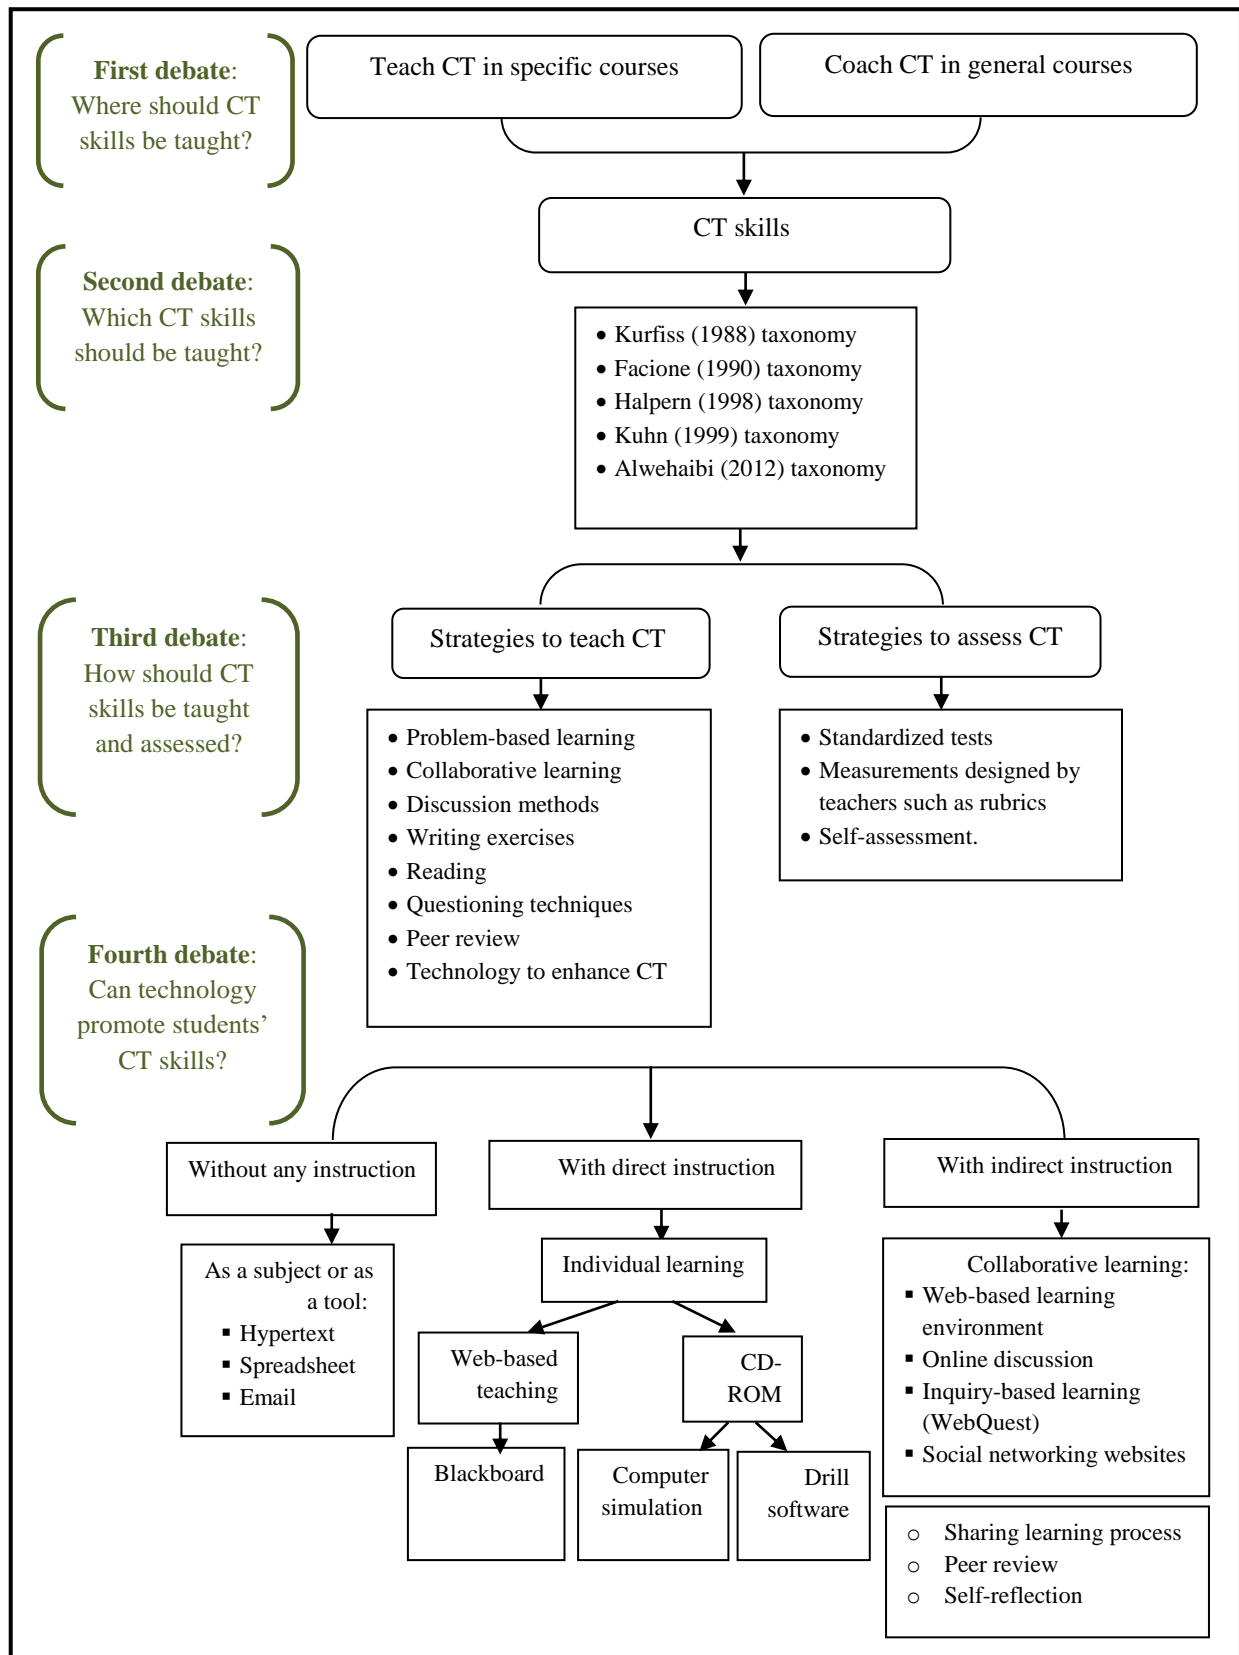 First debate:
Where should CT
skills be taught?
Teach CT in specific courses
Coach CT in general courses
CT skills
Second debate:
Which CT skills
should be taught?
• Kurfiss (1988) taxonomy
• Facione (1990) taxonomy
• Halpern (1998) taxonomy
• Kuhn (1999) taxonomy
• Alwehaibi (2012) taxonomy
Third debate:
How should CT
skills be taught
and assessed?
Strategies to teach CT
Strategies to assess CT
• Problem-based learning
• Collaborative learning
• Discussion methods
• Writing exercises
• Reading
• Questioning techniques
• Peer review
• Technology to enhance CT
• Standardized tests
• Measurements designed by
teachers such as rubrics
• Self-assessment.
Fourth debate:
Can technology
promote students’
CT skills?
Without any instruction
With direct instruction
With indirect instruction
As a subject or as
a tool:
▪ Hypertext
▪ Spreadsheet
▪ Email
Individual learning
Web-based
teaching
CD-
ROM
Blackboard
Computer
simulation
Drill
software
Collaborative learning:
▪ Web-based learning
environment
▪ Online discussion
▪ Inquiry-based learning
(WebQuest)
▪ Social networking websites
o Sharing learning process
o Peer review
o Self-reflection